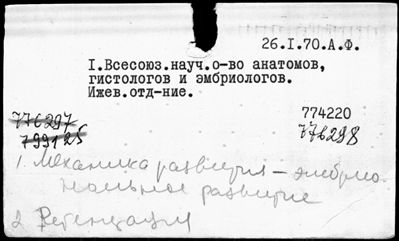 26.I.70.А.Ф.
I.Всесоюз.науч.о-во анатомов,
гистологов и эмбриологов.
Ижев.отд-ние.
774220
776297
776298
799125
1. Механика развития – эмбрио
нальное развитие
2. Регенерация